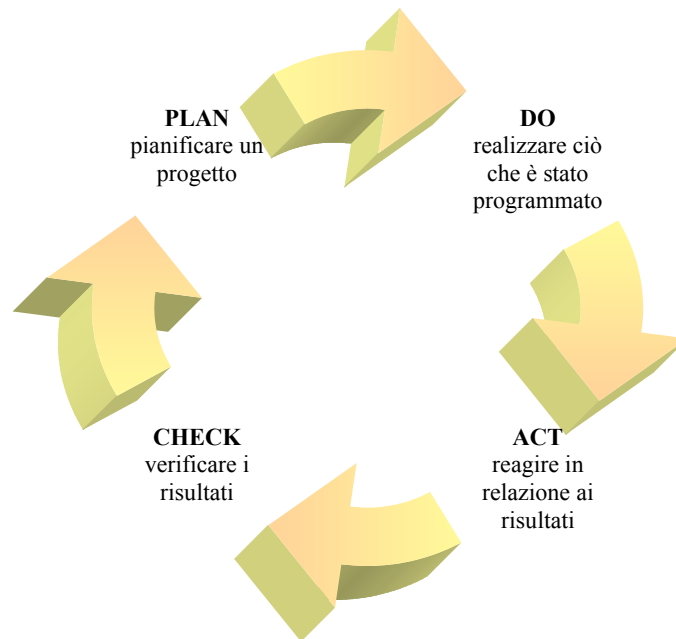 PLAN
pianificare un
progetto
DO
realizzare ciò
che è stato
programmato
CHECK
verificare i
risultati
ACT
reagire in
relazione ai
risultati